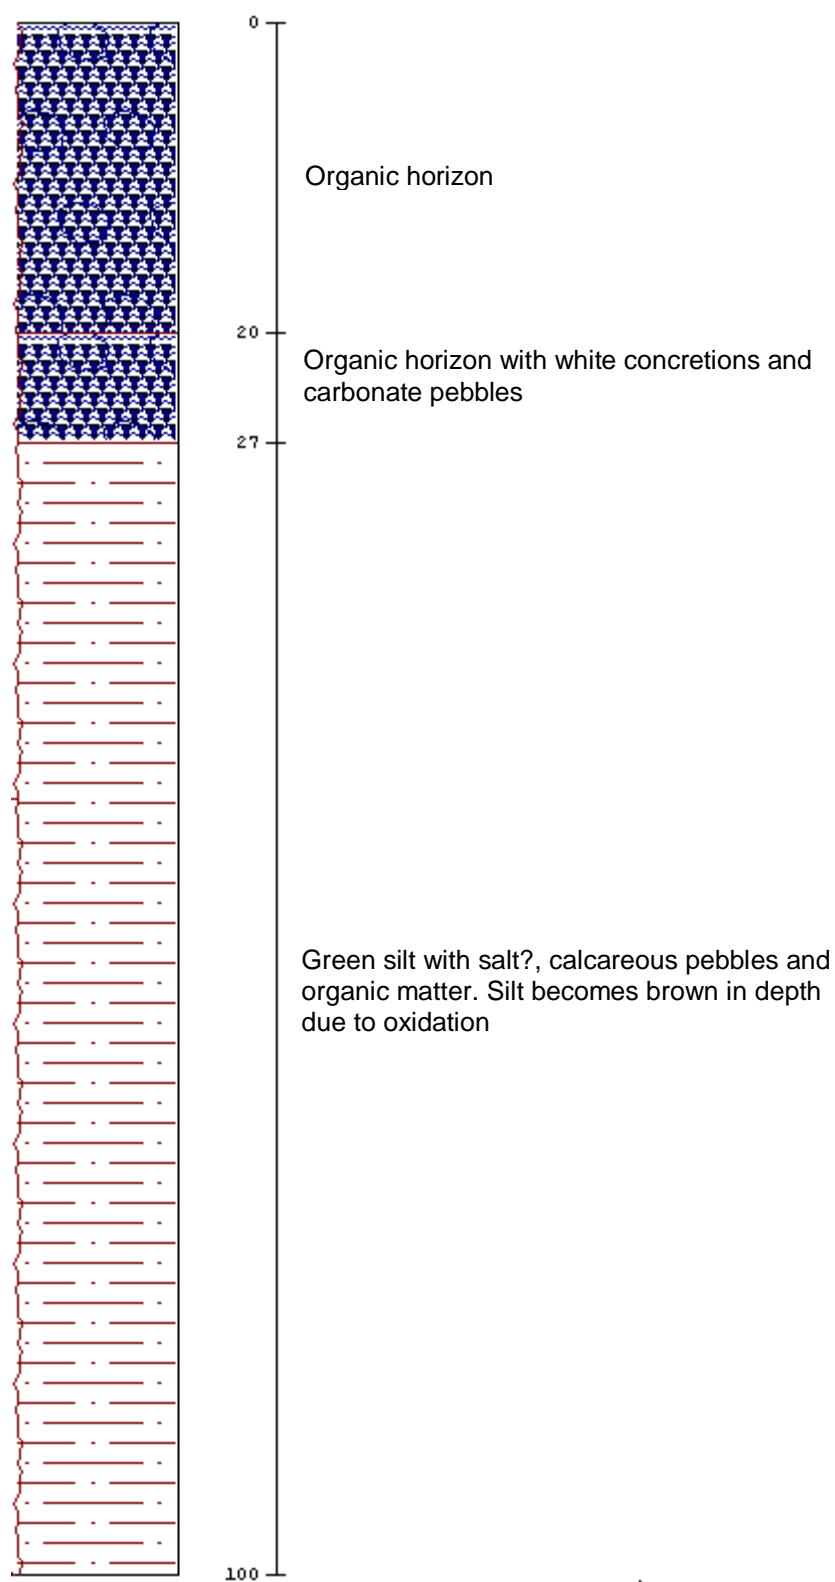 0
Organic horizon
20
Organic horizon with white concretions and
carbonate pebbles
27
Green silt with salt?, calcareous pebbles and
organic matter. Silt becomes brown in depth
due to oxidation
100